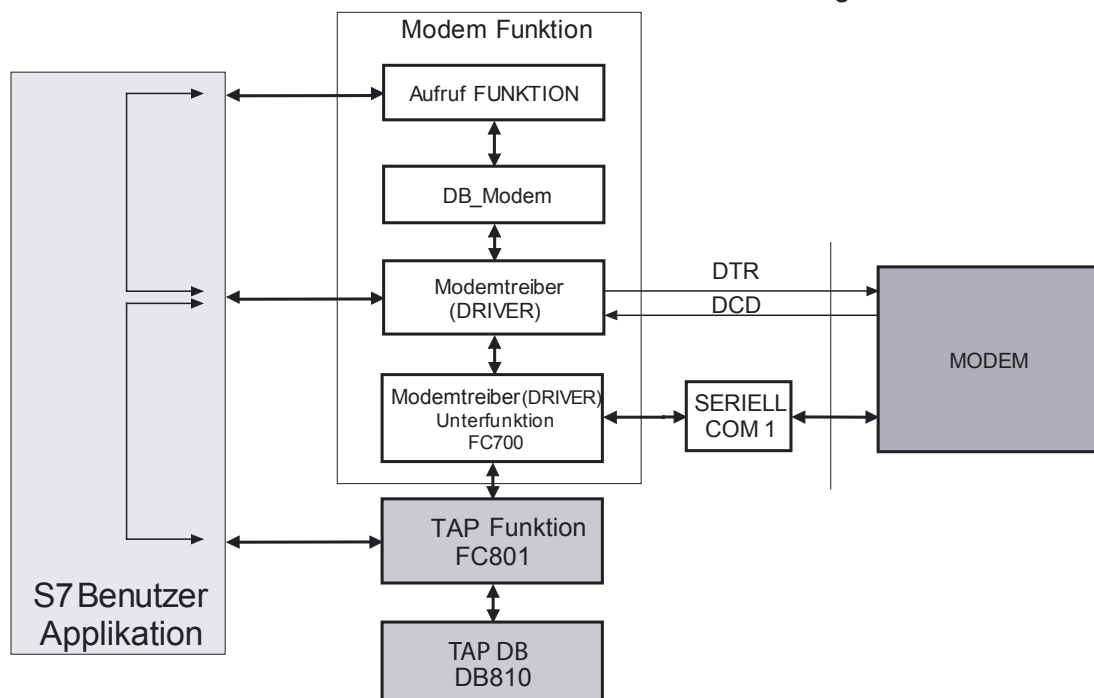 g
Modem Funktion
Aufruf FUNKTION
DB_Modem
Modemtreiber
(DRIVER)
DTR
DCD
MODEM
Modemtreiber(DRIVER)
Unterfunktion
FC700
SERIELL
COM 1
TAP Funktion
FC801
S7 Benutzer
Applikation
TAP DB
DB810